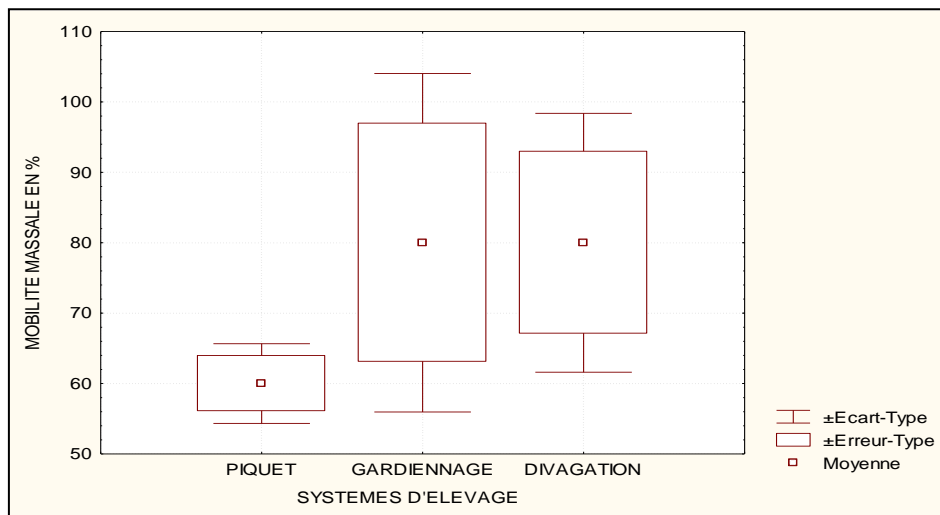 110
100
90
80
70
60
50
MOBILITE MASSALE EN %
PIQUET GARDIENNAGE DIVAGATION
SYSTEMES D'ELEVAGE
±Ecart-Type
±Erreur-Type
Moyenne